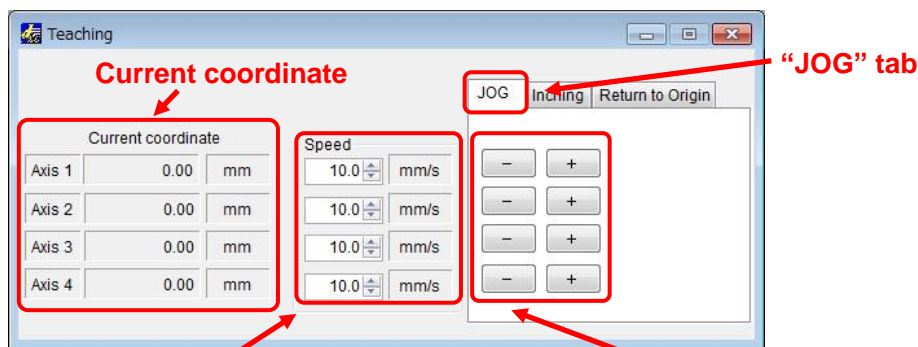 Teaching
Current coordinate
“JOG” tab
JOG Inching Return to Origin
Current coordinate
Speed
Axis 1 0.00 mm 10.0 mm/s − +
Axis 2 0.00 mm 10.0 mm/s − +
Axis 3 0.00 mm 10.0 mm/s − +
Axis 4 0.00 mm 10.0 mm/s − +